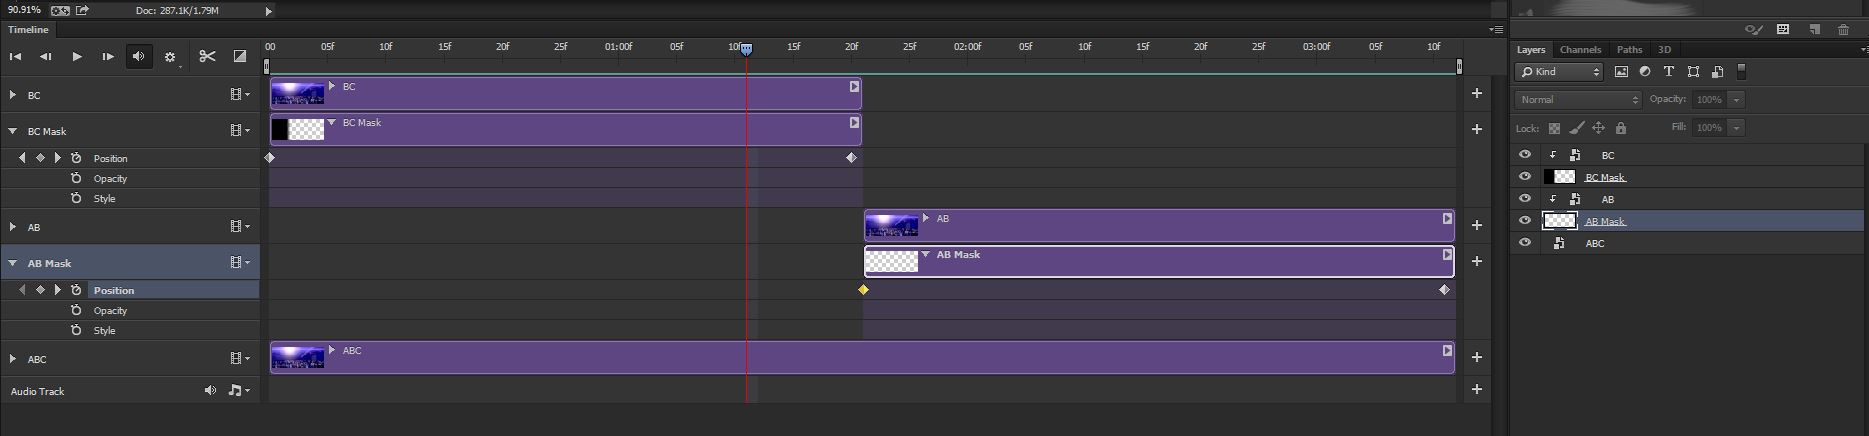 90.91% Doc: 287.1K/1.79M
Timeline
00 05f 10f 15f 20f 25f 01:00f 05f 10f 15f 20f 25f 02:00f 05f 10f 15f 20f 25f 03:00f 05f 10f
BC BC
BC Mask BC Mask
Position
Opacity
Style
AB AB
AB Mask AB Mask
Position
Opacity
Style
ABC ABC
Audio Track
Layers Channels Paths 3D
Kind
Normal Opacity: 100%
Lock: Fill: 100%
BC
BC Mask
AB
AB Mask
ABC